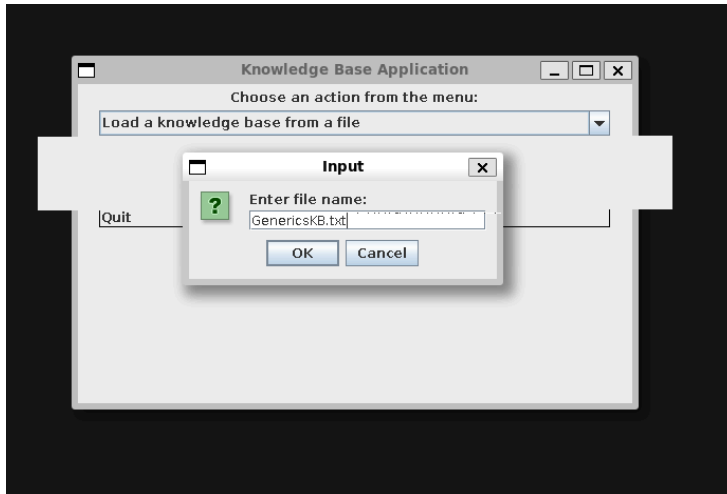 Knowledge Base Application
Choose an action from the menu:
Load a knowledge base from a file
Input
?
Enter file name:
GenericsKB.txt
Quit
OK Cancel